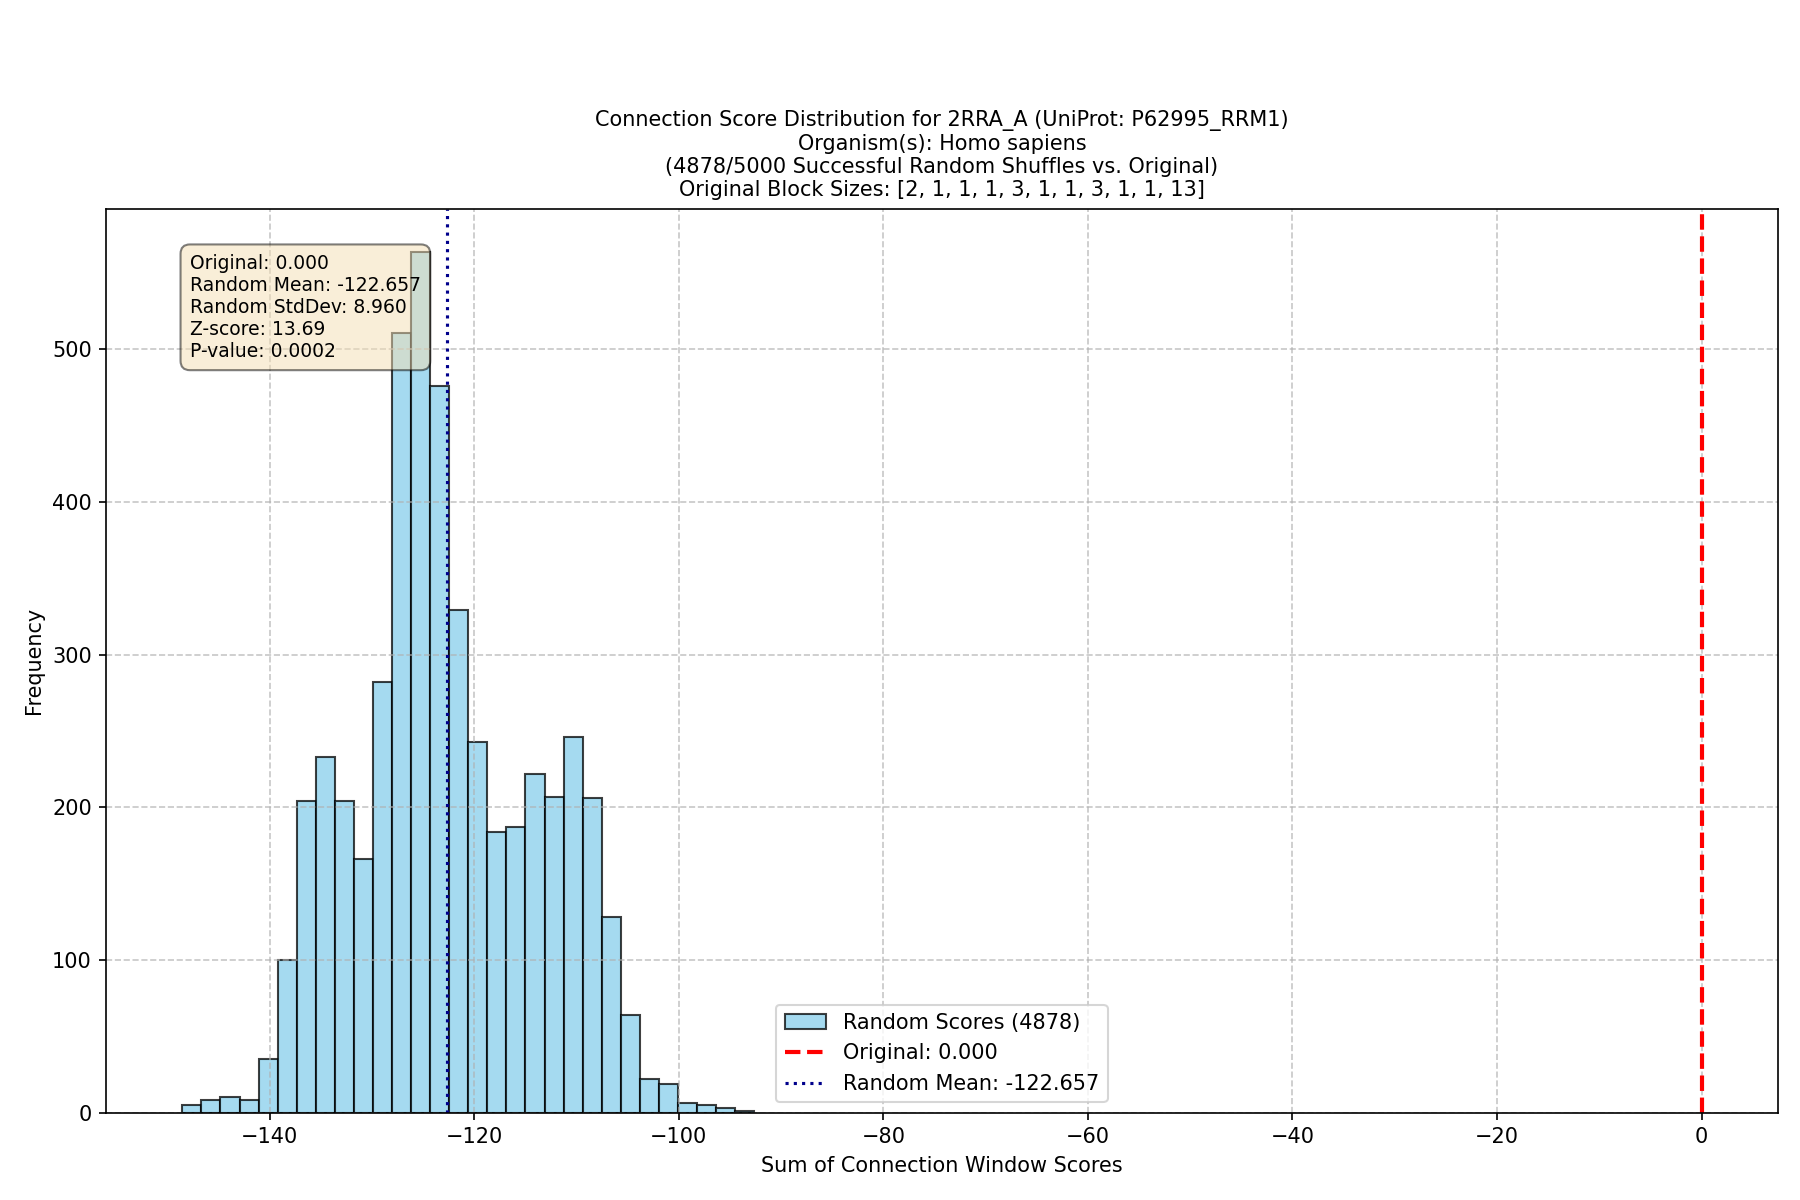 Connection Score Distribution for 2RRA_A (UniProt: P62995_RRM1)
Organism(s): Homo sapiens
(4878/5000 Successful Random Shuffles vs. Original)
Original Block Sizes: [2, 1, 1, 1, 3, 1, 1, 3, 1, 1, 13]
Original: 0.000
Random Mean: -122.657
Random StdDev: 8.960
Z-score: 13.69
P-value: 0.0002
Frequency
500
400
300
200
100
0
Random Scores (4878)
Original: 0.000
Random Mean: -122.657
−140 −120 −100 −80 −60 −40 −20 0
Sum of Connection Window Scores